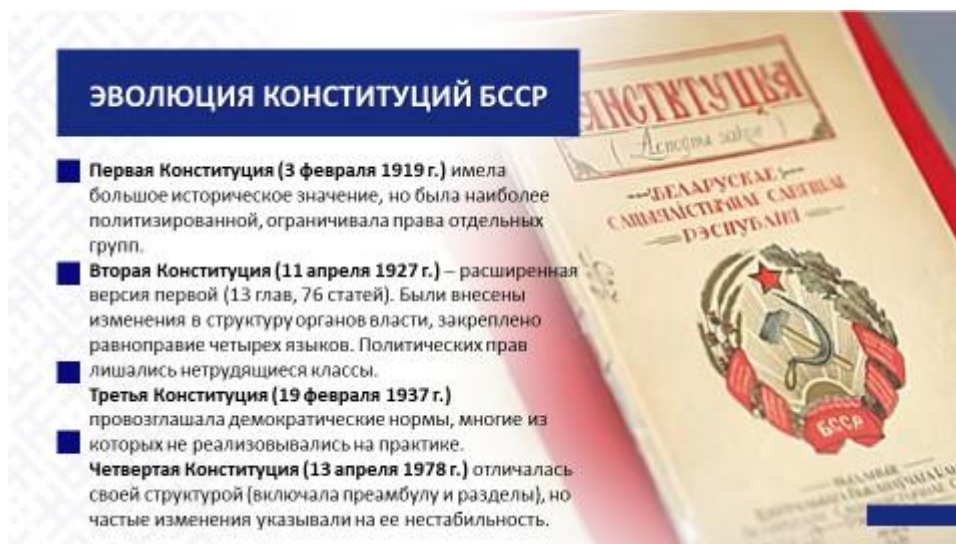 ЭВОЛЮЦИЯ КОНСТИТУЦИЙ БССР
Первая Конституция (3 февраля 1919 г.) имела
большое историческое значение, но была наиболее
политизированной, ограничивала права отдельных
групп.
Вторая Конституция (11 апреля 1927 г.) – расширенная
версия первой (13 глав, 76 статей). Были внесены
изменения в структуру органов власти, закреплено
равноправие четырех языков. Политических прав
лишались нетрудящиеся классы.
Третья Конституция (19 февраля 1937 г.)
провозглашала демократические нормы, многие из
которых не реализовывались на практике.
Четвертая Конституция (13 апреля 1978 г.) отличалась
своей структурой (включала преамбулу и разделы), но
частые изменения указывали на ее нестабильность.
БЕЛАРУСКАЕ
РЭСПУБЛІКІ
БССР